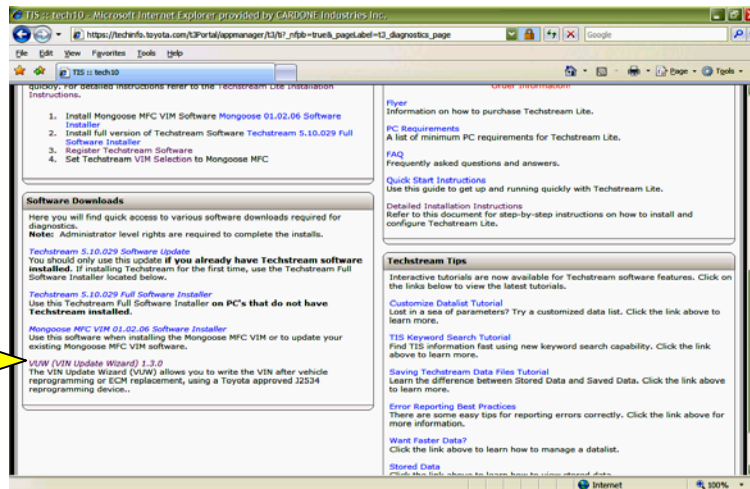 TIS :: tech10 - Microsoft Internet Explorer provided by CARDONE Industries Inc.
https://techinfo.toyota.com/t3Portal/appmanager/t3/ti?_nfpb=true&_pageLabel=t3_diagnostics_page
Google
File Edit View Favorites Tools Help
TIS :: tech10
Page Tools
quickly. For detailed instructions refer to the Techstream Lite Installation
Instructions.
1. Install Mongoose MFC VIM Software Mongoose 01.02.06 Software
Installer
2. Install full version of Techstream Software Techstream 5.10.029 Full
Software Installer
3. Register Techstream Software
4. Set Techstream VIM Selection to Mongoose MFC
Software Downloads
Here you will find quick access to various software downloads required for
diagnostics.
Note: Administrator level rights are required to complete the installs.
Techstream 5.10.029 Software Update
You should only use this update if you already have Techstream software
installed. If installing Techstream for the first time, use the Techstream Full
Software Installer located below.
Techstream 5.10.029 Full Software Installer
Use this Techstream Full Software Installer on PC's that do not have
Techstream installed.
Mongoose MFC VIM 01.02.06 Software Installer
Use this software when installing the Mongoose MFC VIM or to update your
existing Mongoose MFC VIM software.
VUW (VIN Update Wizard) 1.3.0
The VIN Update Wizard (VUW) allows you to write the VIN after vehicle
reprogramming or ECM replacement, using a Toyota approved J2534
reprogramming device..
Order Information!
Flyer
Information on how to purchase Techstream Lite.
PC Requirements
A list of minimum PC requirements for Techstream Lite.
FAQ
Frequently asked questions and answers.
Quick Start Instructions
Use this guide to get up and running quickly with Techstream Lite.
Detailed Installation Instructions
Refer to this document for step-by-step instructions on how to install and
configure Techstream Lite.
Techstream Tips
Interactive tutorials are now available for Techstream software features. Click on
the links below to view the latest tutorials.
Customize Datalist Tutorial
Lost in a sea of parameters? Try a customized data list. Click the link above to
learn more.
TIS Keyword Search Tutorial
Find TIS information fast using new keyword search capability. Click the link
above to learn more.
Saving Techstream Data Files Tutorial
Learn the difference between Stored Data and Saved Data. Click the link above
to learn more.
Error Reporting Best Practices
There are some easy tips for reporting errors correctly. Click the link above for
more information.
Want Faster Data?
Click the link above to learn how to manage a datalist.
Stored Data
Click the link above to learn how to view stored data
Internet 100%